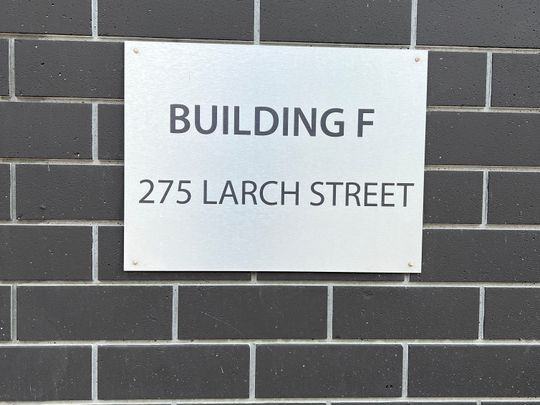 BUILDING F
275 LARCH STREET